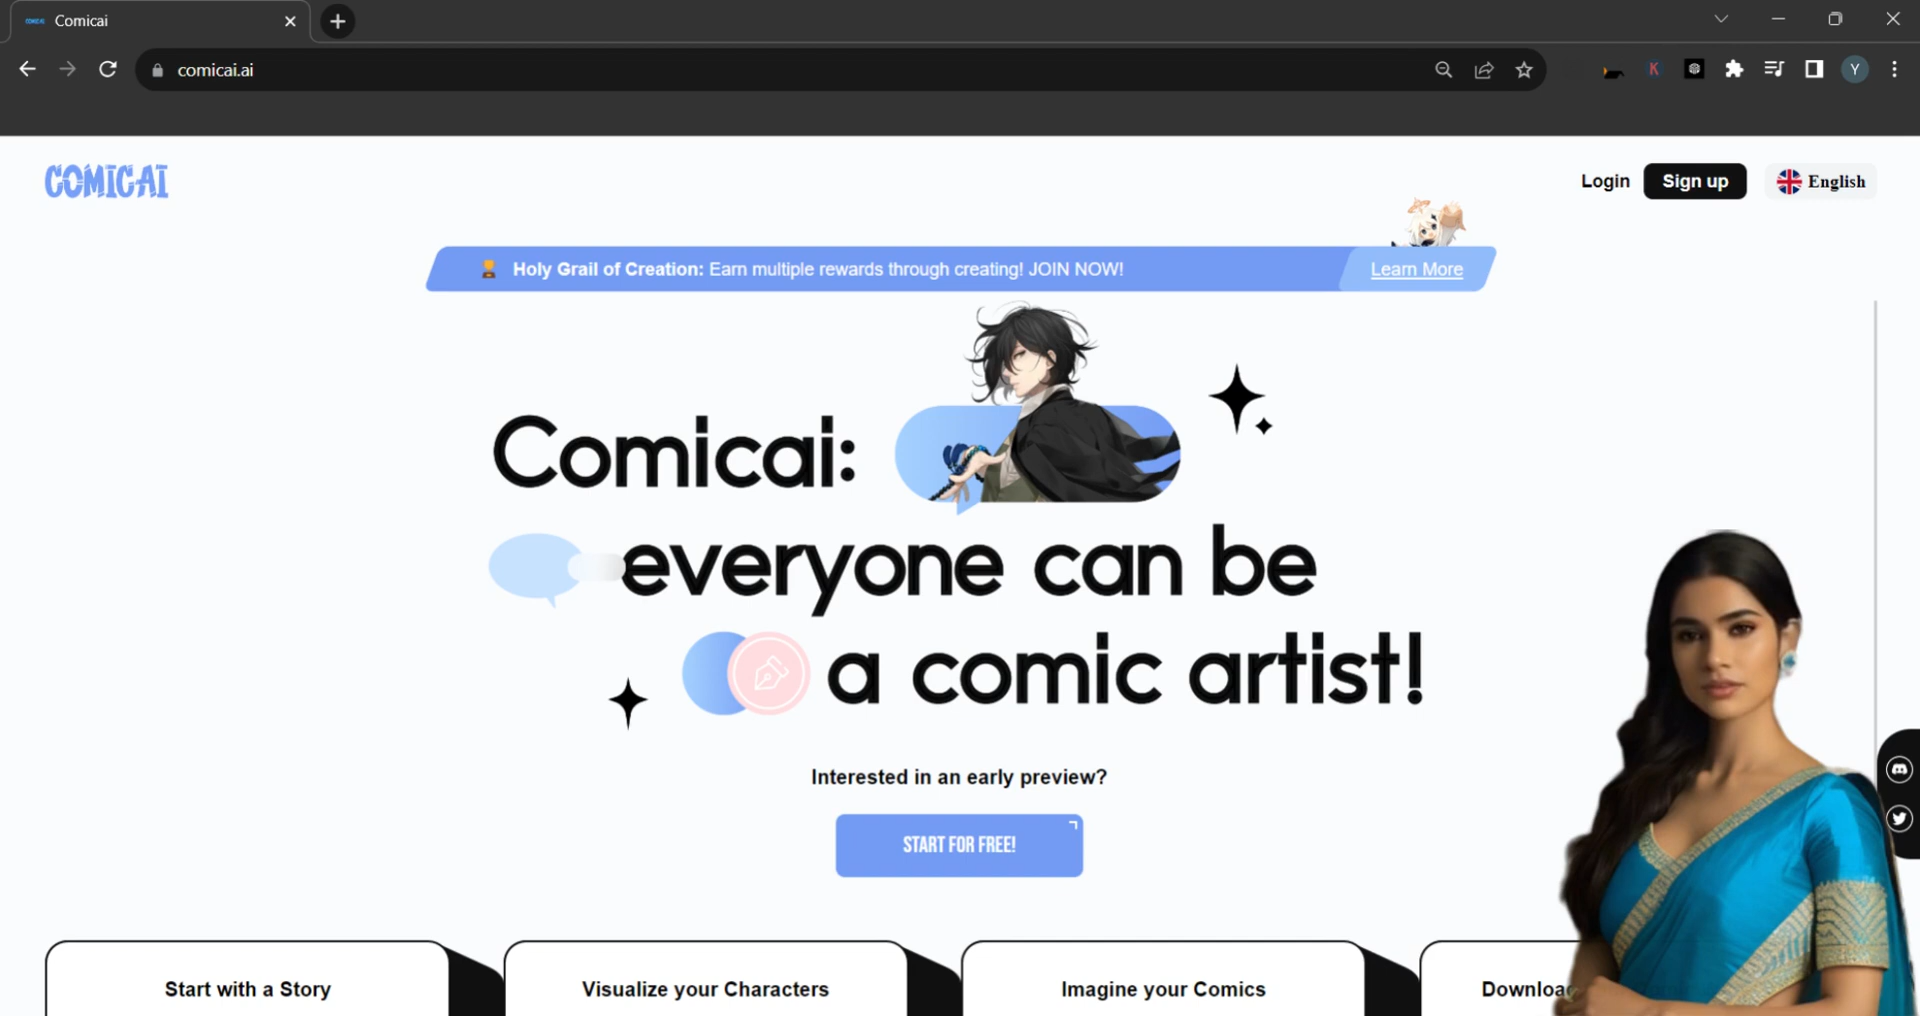 Comicai
comicai.ai
K
Y
COMICAI
Login
Sign up
English
Holy Grail of Creation: Earn multiple rewards through creating! JOIN NOW!
Learn More
Comicai:
everyone can be
a comic artist!
Interested in an early preview?
START FOR FREE!
Start with a Story
Visualize your Characters
Imagine your Comics